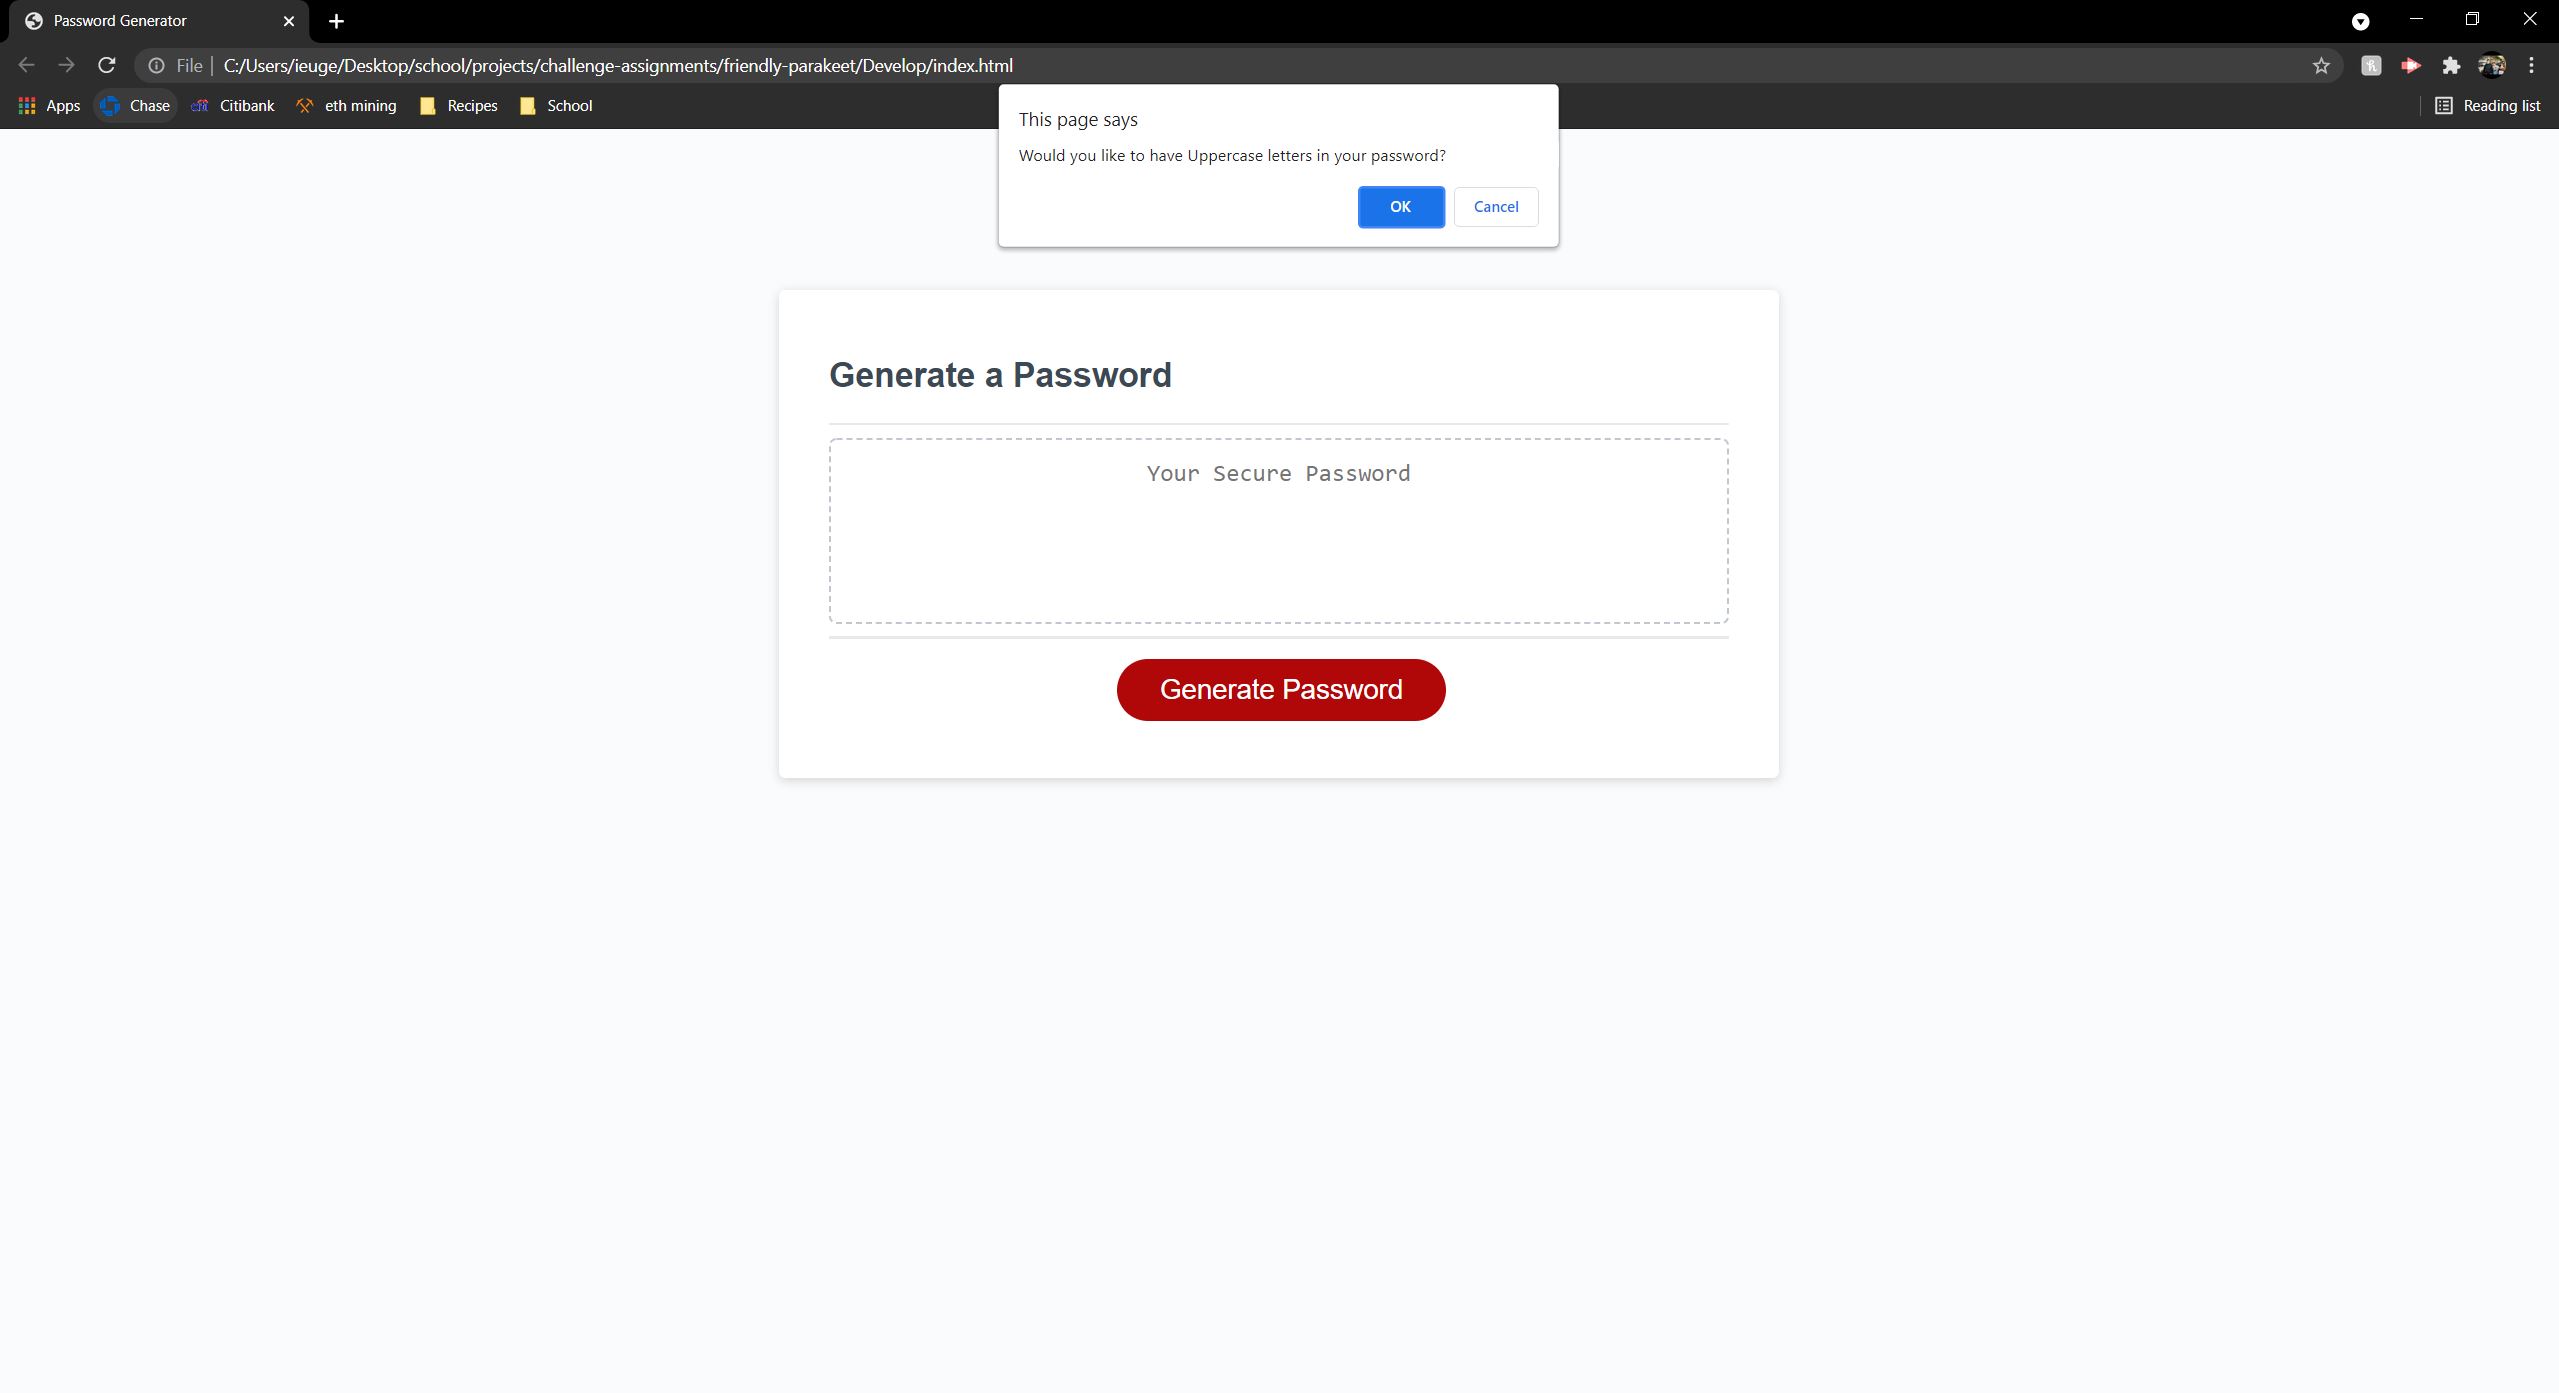 Password Generator
File | C:/Users/ieuge/Desktop/school/projects/challenge-assignments/friendly-parakeet/Develop/index.html
Apps Chase Citibank eth mining Recipes School Reading list
This page says
Would you like to have Uppercase letters in your password?
OK Cancel
Generate a Password
Your Secure Password
Generate Password